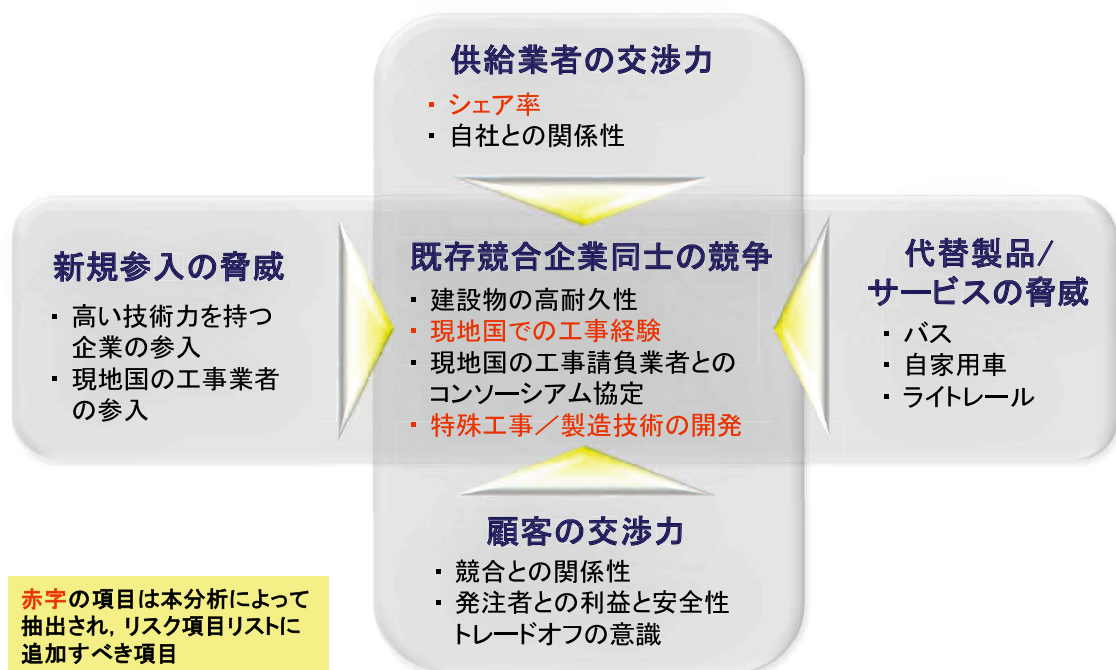 供給業者の交渉力
▪ シェア率
▪ 自社との関係性
新規参入の脅威
▪ 高い技術力を持つ
企業の参入
▪ 現地国の工事業者
の参入
既存競合企業同士の競争
▪ 建設物の高耐久性
▪ 現地国での工事経験
▪ 現地国の工事請負業者との
コンソーシアム協定
▪ 特殊工事／製造技術の開発
代替製品/
サービスの脅威
▪ バス
▪ 自家用車
▪ ライトレール
顧客の交渉力
▪ 競合との関係性
▪ 発注者との利益と安全性
トレードオフの意識
赤字の項目は本分析によって
抽出され，リスク項目リストに
追加すべき項目